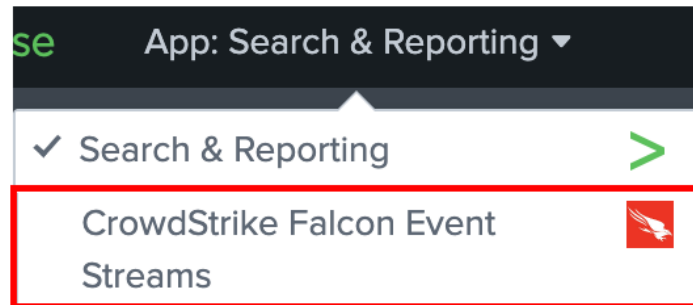 se App: Search & Reporting
Search & Reporting
CrowdStrike Falcon Event
Streams